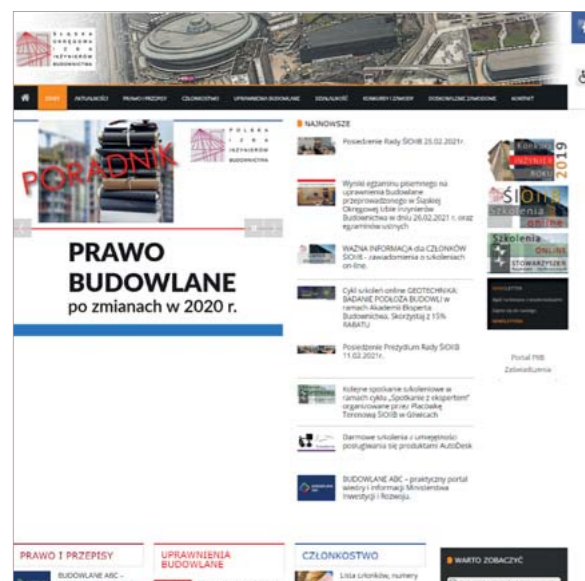 ŚLĄSKA
OKRĘGOWA
IZBA
INŻYNIERÓW
BUDOWNICTWA
START AKTUALNOŚCI PRAWO I PRZEPISY CZŁONKOSTWO UPRAWNIENIA BUDOWLANE DZIAŁALNOŚĆ KONKURSY I ZAWODY DOSKONALENIE ZAWODOWE KONTAKT
PORADNIK
POLSKA
IZBA
INŻYNIERÓW
BUDOWNICTWA
PRAWO
BUDOWLANE
po zmianach w 2020 r.
NAJNOWSZE
Posiedzenie Rady ŚlOIIB 25.02.2021r.
Wyniki egzaminu pisemnego na
uprawnienia budowlane
przeprowadzonego w Śląskiej
Okręgowej Izbie Inżynierów
Budownictwa w dniu 26.02.2021 r. oraz
egzaminów ustnych
WAŻNA INFORMACJA dla CZŁONKÓW
ŚlOIIB - zawiadomienia o szkoleniach
on-line.
Cykl szkoleń online GEOTECHNIKA:
BADANIE PODŁOŻA BUDOWLI w
ramach Akademii Eksperta
Budownictwa. Skorzystaj z 15%
RABATU
Posiedzenie Prezydium Rady ŚlOIIB
11.02.2021r.
Kolejne spotkanie szkoleniowe w
ramach cyklu „Spotkanie z ekspertem"
organizowane przez Placówkę
Terenową ŚlOIIB w Gliwicach
Darmowe szkolenia z umiejętności
posługiwania się produktami AutoDesk
BUDOWLANE ABC – praktyczny portal
wiedzy i informacji Ministerstwa
Inwestycji i Rozwoju.
Konkurs
INŻYNIER
ROKU
2019
Szkolenia
online
Szkolenia
ONLINE
STOWARZYSZEŃ
NEWSLETTER
Portal PIIB
Zaświadczenia
PRAWO I PRZEPISY
BUDOWLANE ABC –
UPRAWNIENIA
BUDOWLANE
CZŁONKOSTWO
Lista członków, numery
WARTO ZOBACZYĆ